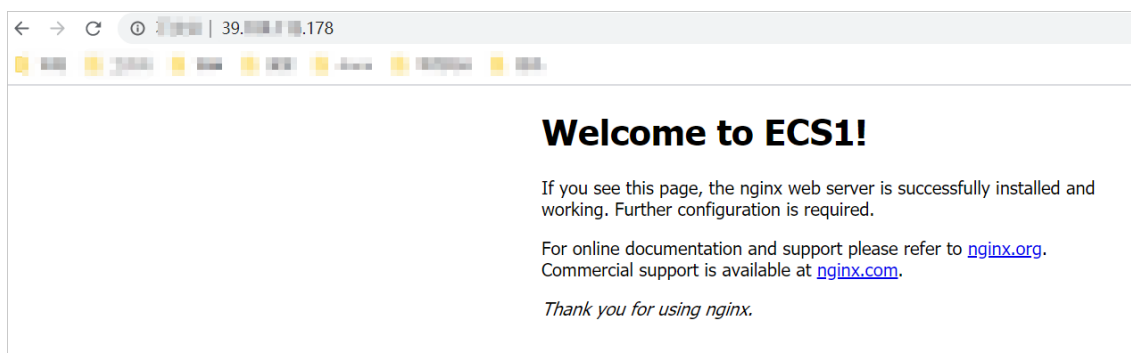 39. .178
Welcome to ECS1!
If you see this page, the nginx web server is successfully installed and
working. Further configuration is required.
For online documentation and support please refer to nginx.org.
Commercial support is available at nginx.com.
Thank you for using nginx.